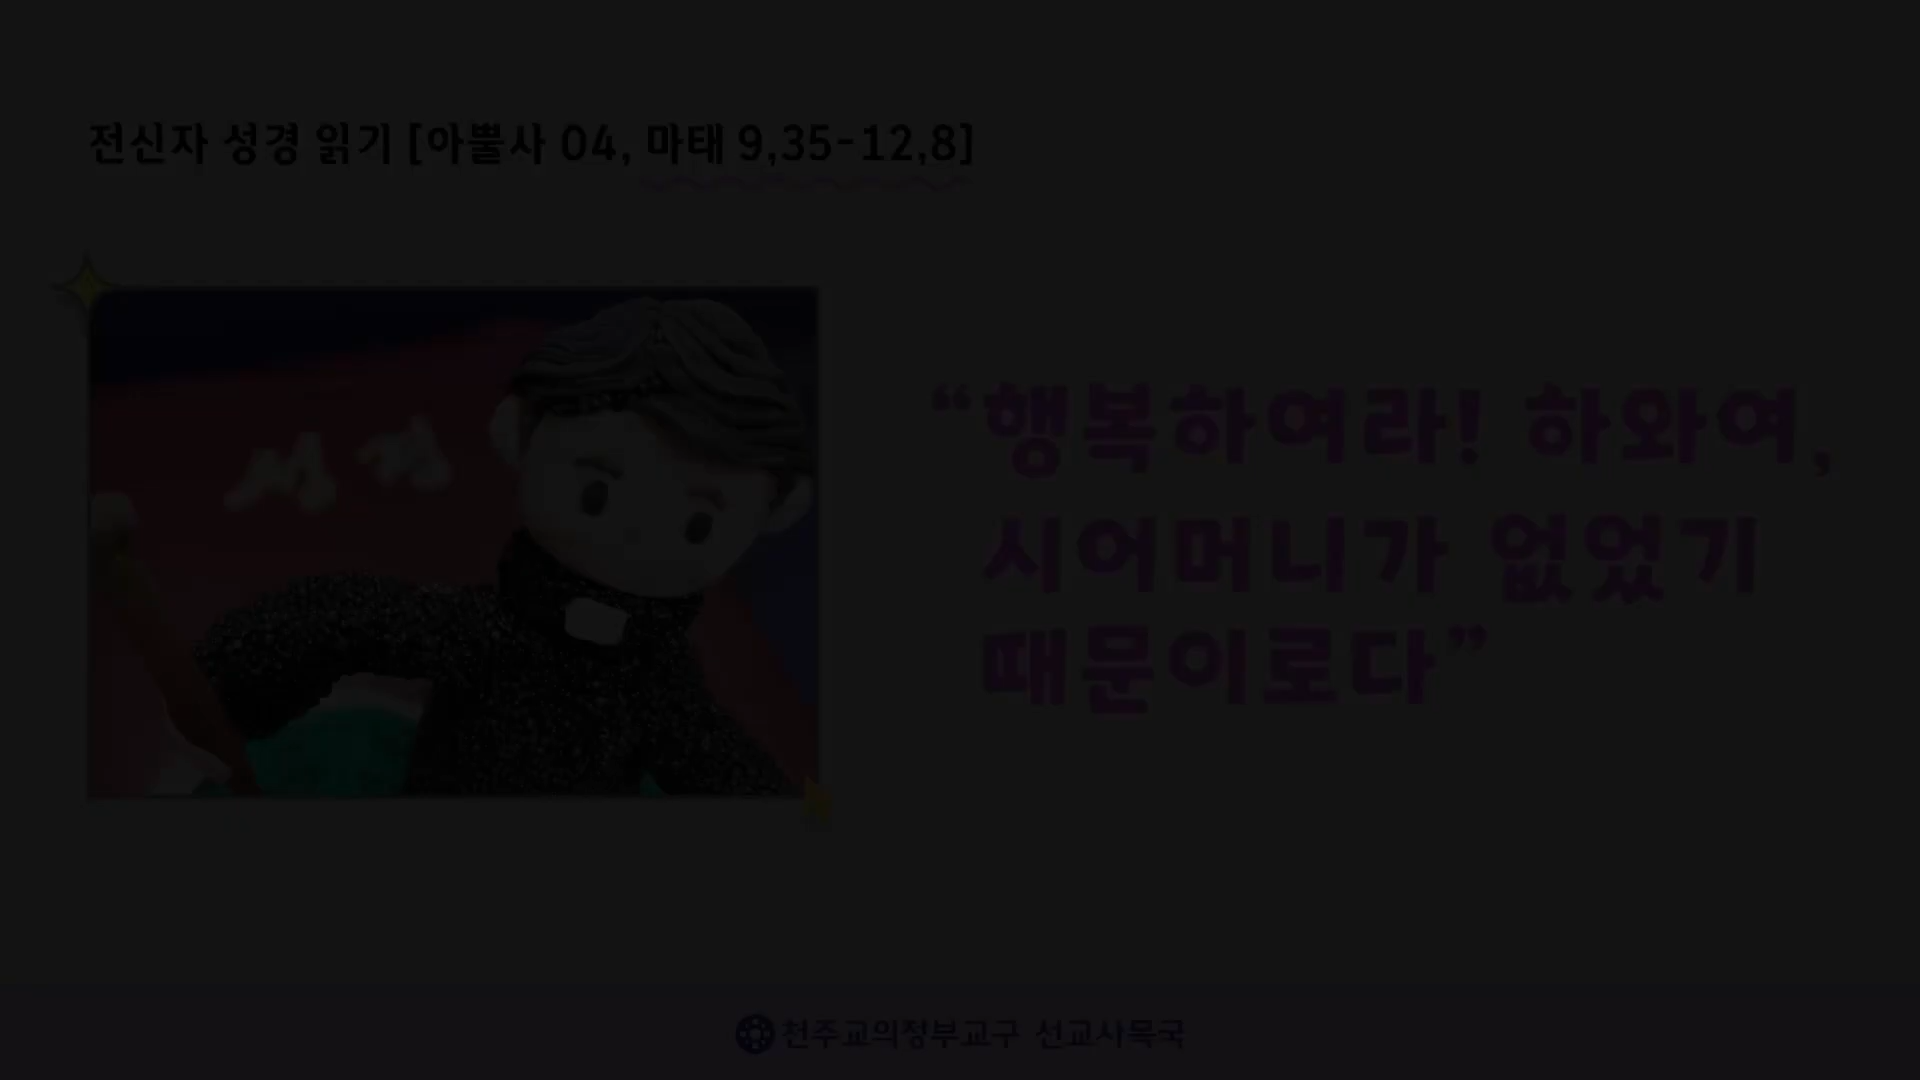 전신자 성경 읽기 [아뿔사 04, 마태 9,35-12,8]
성경
“행복하여라! 하와여,
시어머니가 없었기
때문이로다”
천주교의정부교구 선교사목국